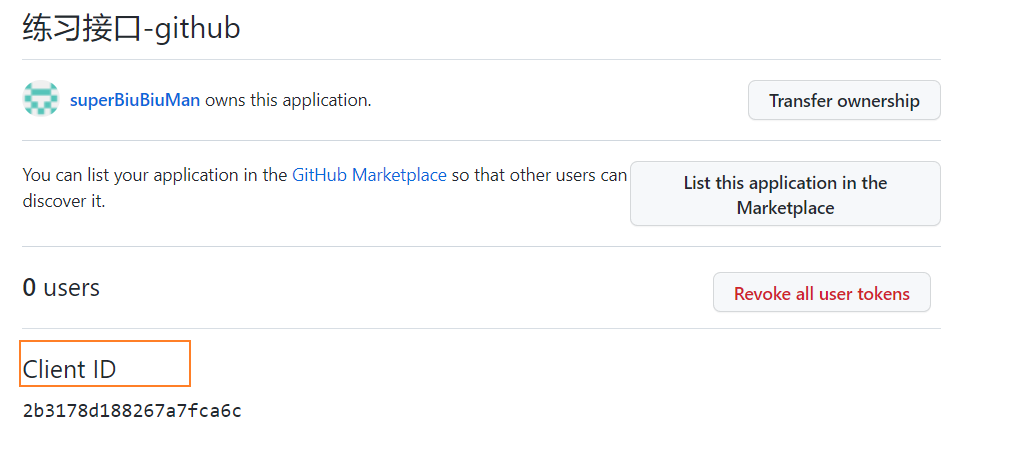 练习接口-github
superBiuBiuMan owns this application.
Transfer ownership
You can list your application in the GitHub Marketplace so that other users can
discover it.
List this application in the
Marketplace
0 users
Revoke all user tokens
Client ID
2b3178d188267a7fca6c